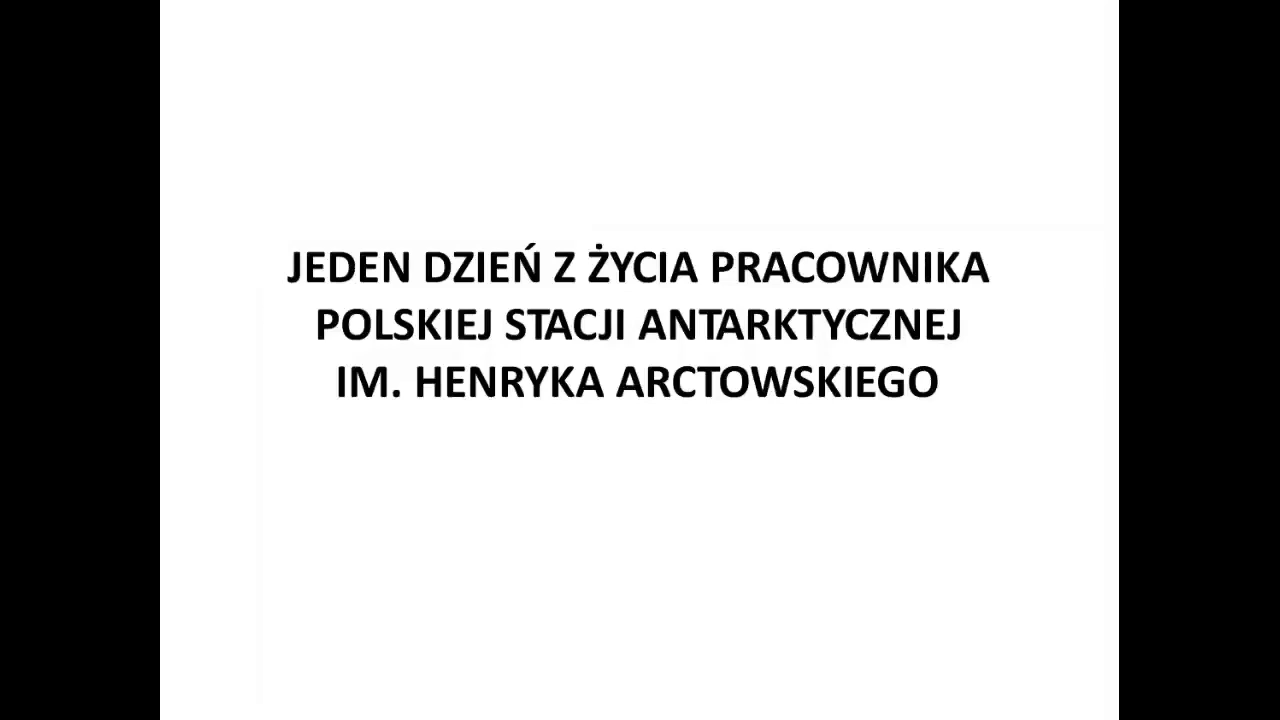 JEDEN DZIEŃ Z ŻYCIA PRACOWNIKA
POLSKIEJ STACJI ANTARKTYCZNEJ
IM. HENRYKA ARCTOWSKIEGO